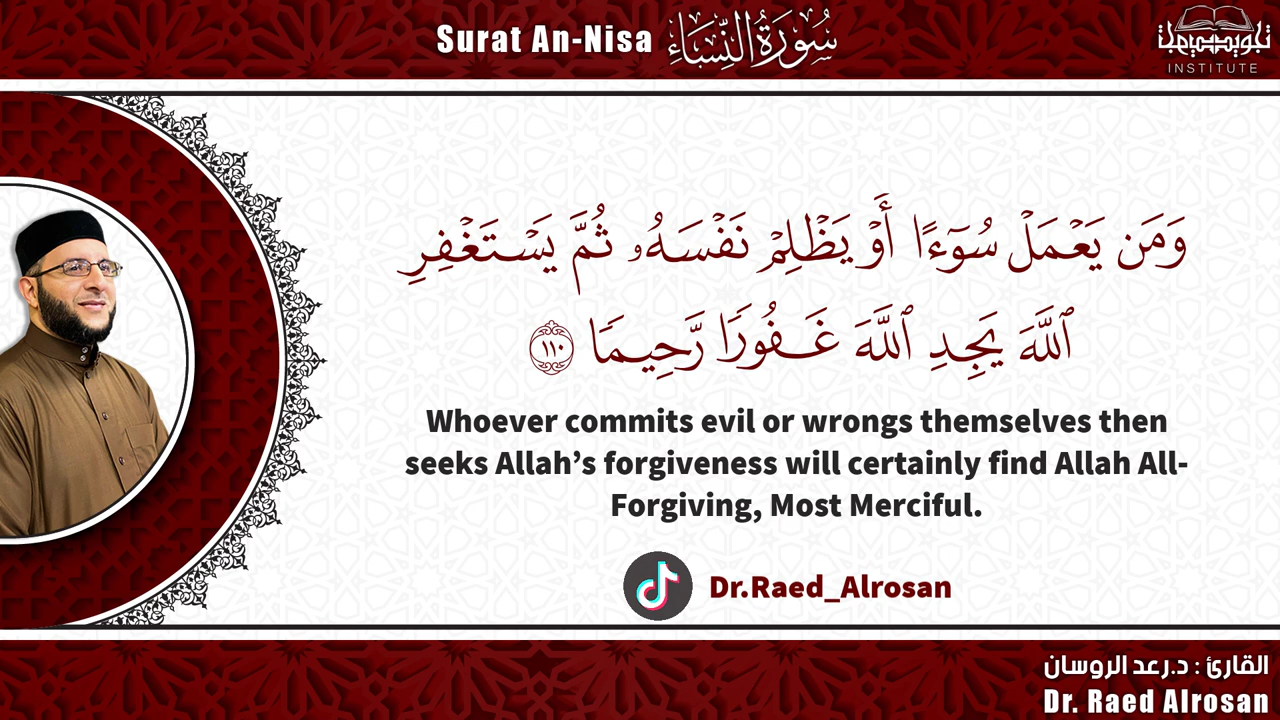 Surat An-Nisa سُورَةُ النِّسَاءِ
INSTITUTE
وَمَن يَعْمَلْ سُوٓءًا أَوْ يَظْلِمْ نَفْسَهُۥ ثُمَّ يَسْتَغْفِرِ
ٱللَّهَ يَجِدِ ٱللَّهَ غَفُورًا رَّحِيمًا ١١٠
Whoever commits evil or wrongs themselves then
seeks Allah’s forgiveness will certainly find Allah All-
Forgiving, Most Merciful.
Dr.Raed_Alrosan
القارئ : د.رعد الروسان
Dr. Raed Alrosan